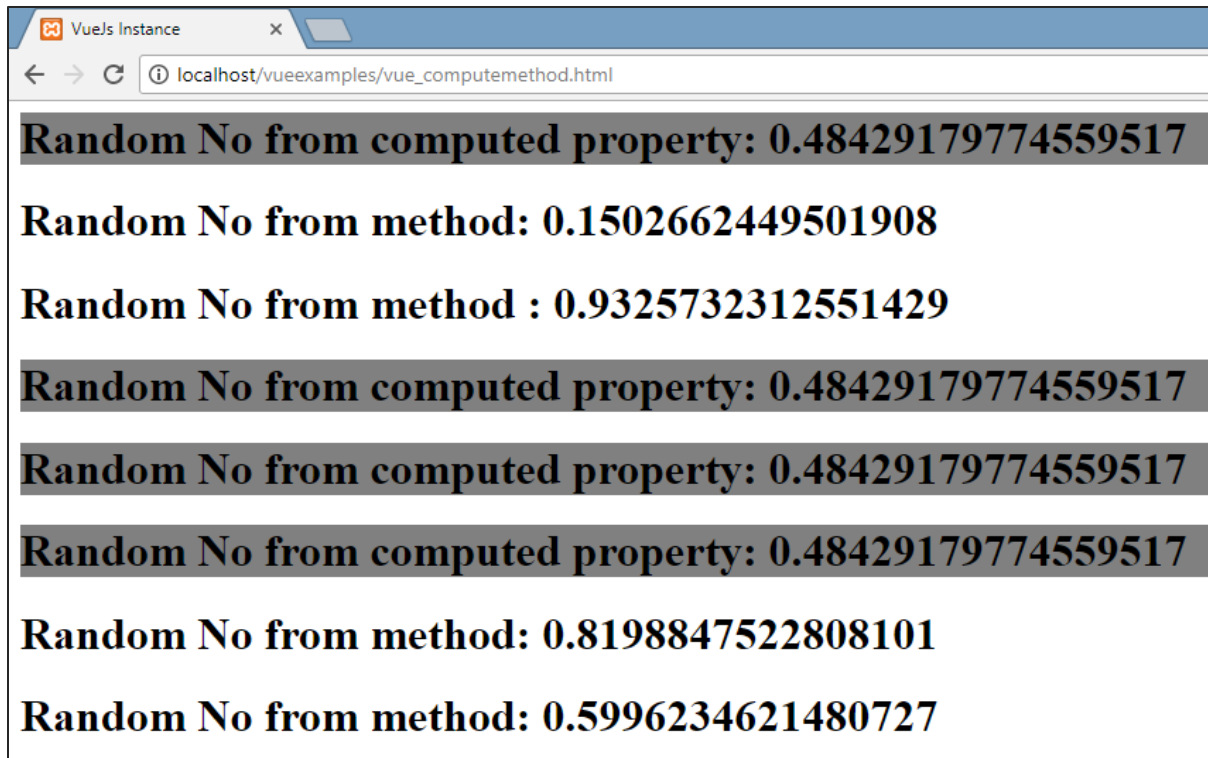 VueJs Instance
localhost/vueexamples/vue_computemethod.html
Random No from computed property: 0.48429179774559517
Random No from method: 0.1502662449501908
Random No from method : 0.9325732312551429
Random No from computed property: 0.48429179774559517
Random No from computed property: 0.48429179774559517
Random No from computed property: 0.48429179774559517
Random No from method: 0.8198847522808101
Random No from method: 0.5996234621480727